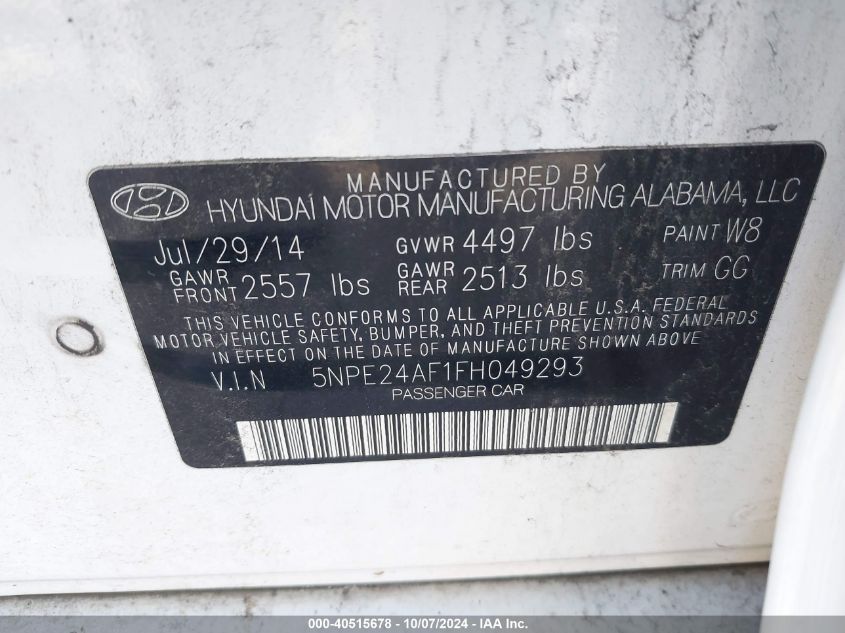 MANUFACTURED BY
HYUNDAI MOTOR MANUFACTURING ALABAMA, LLC
Jul/29/14 GVWR 4497 lbs PAINT W8
GAWR FRONT 2557 lbs GAWR REAR 2513 lbs TRIM GG
THIS VEHICLE CONFORMS TO ALL APPLICABLE U.S.A. FEDERAL
MOTOR VEHICLE SAFETY, BUMPER, AND THEFT PREVENTION STANDARDS
IN EFFECT ON THE DATE OF MANUFACTURE SHOWN ABOVE
V.I.N 5NPE24AF1FH049293
PASSENGER CAR
000-40515678 - 10/07/2024 - IAA Inc.